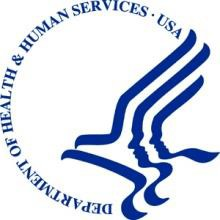 DEPARTMENT OF HEALTH & HUMAN SERVICES · USA